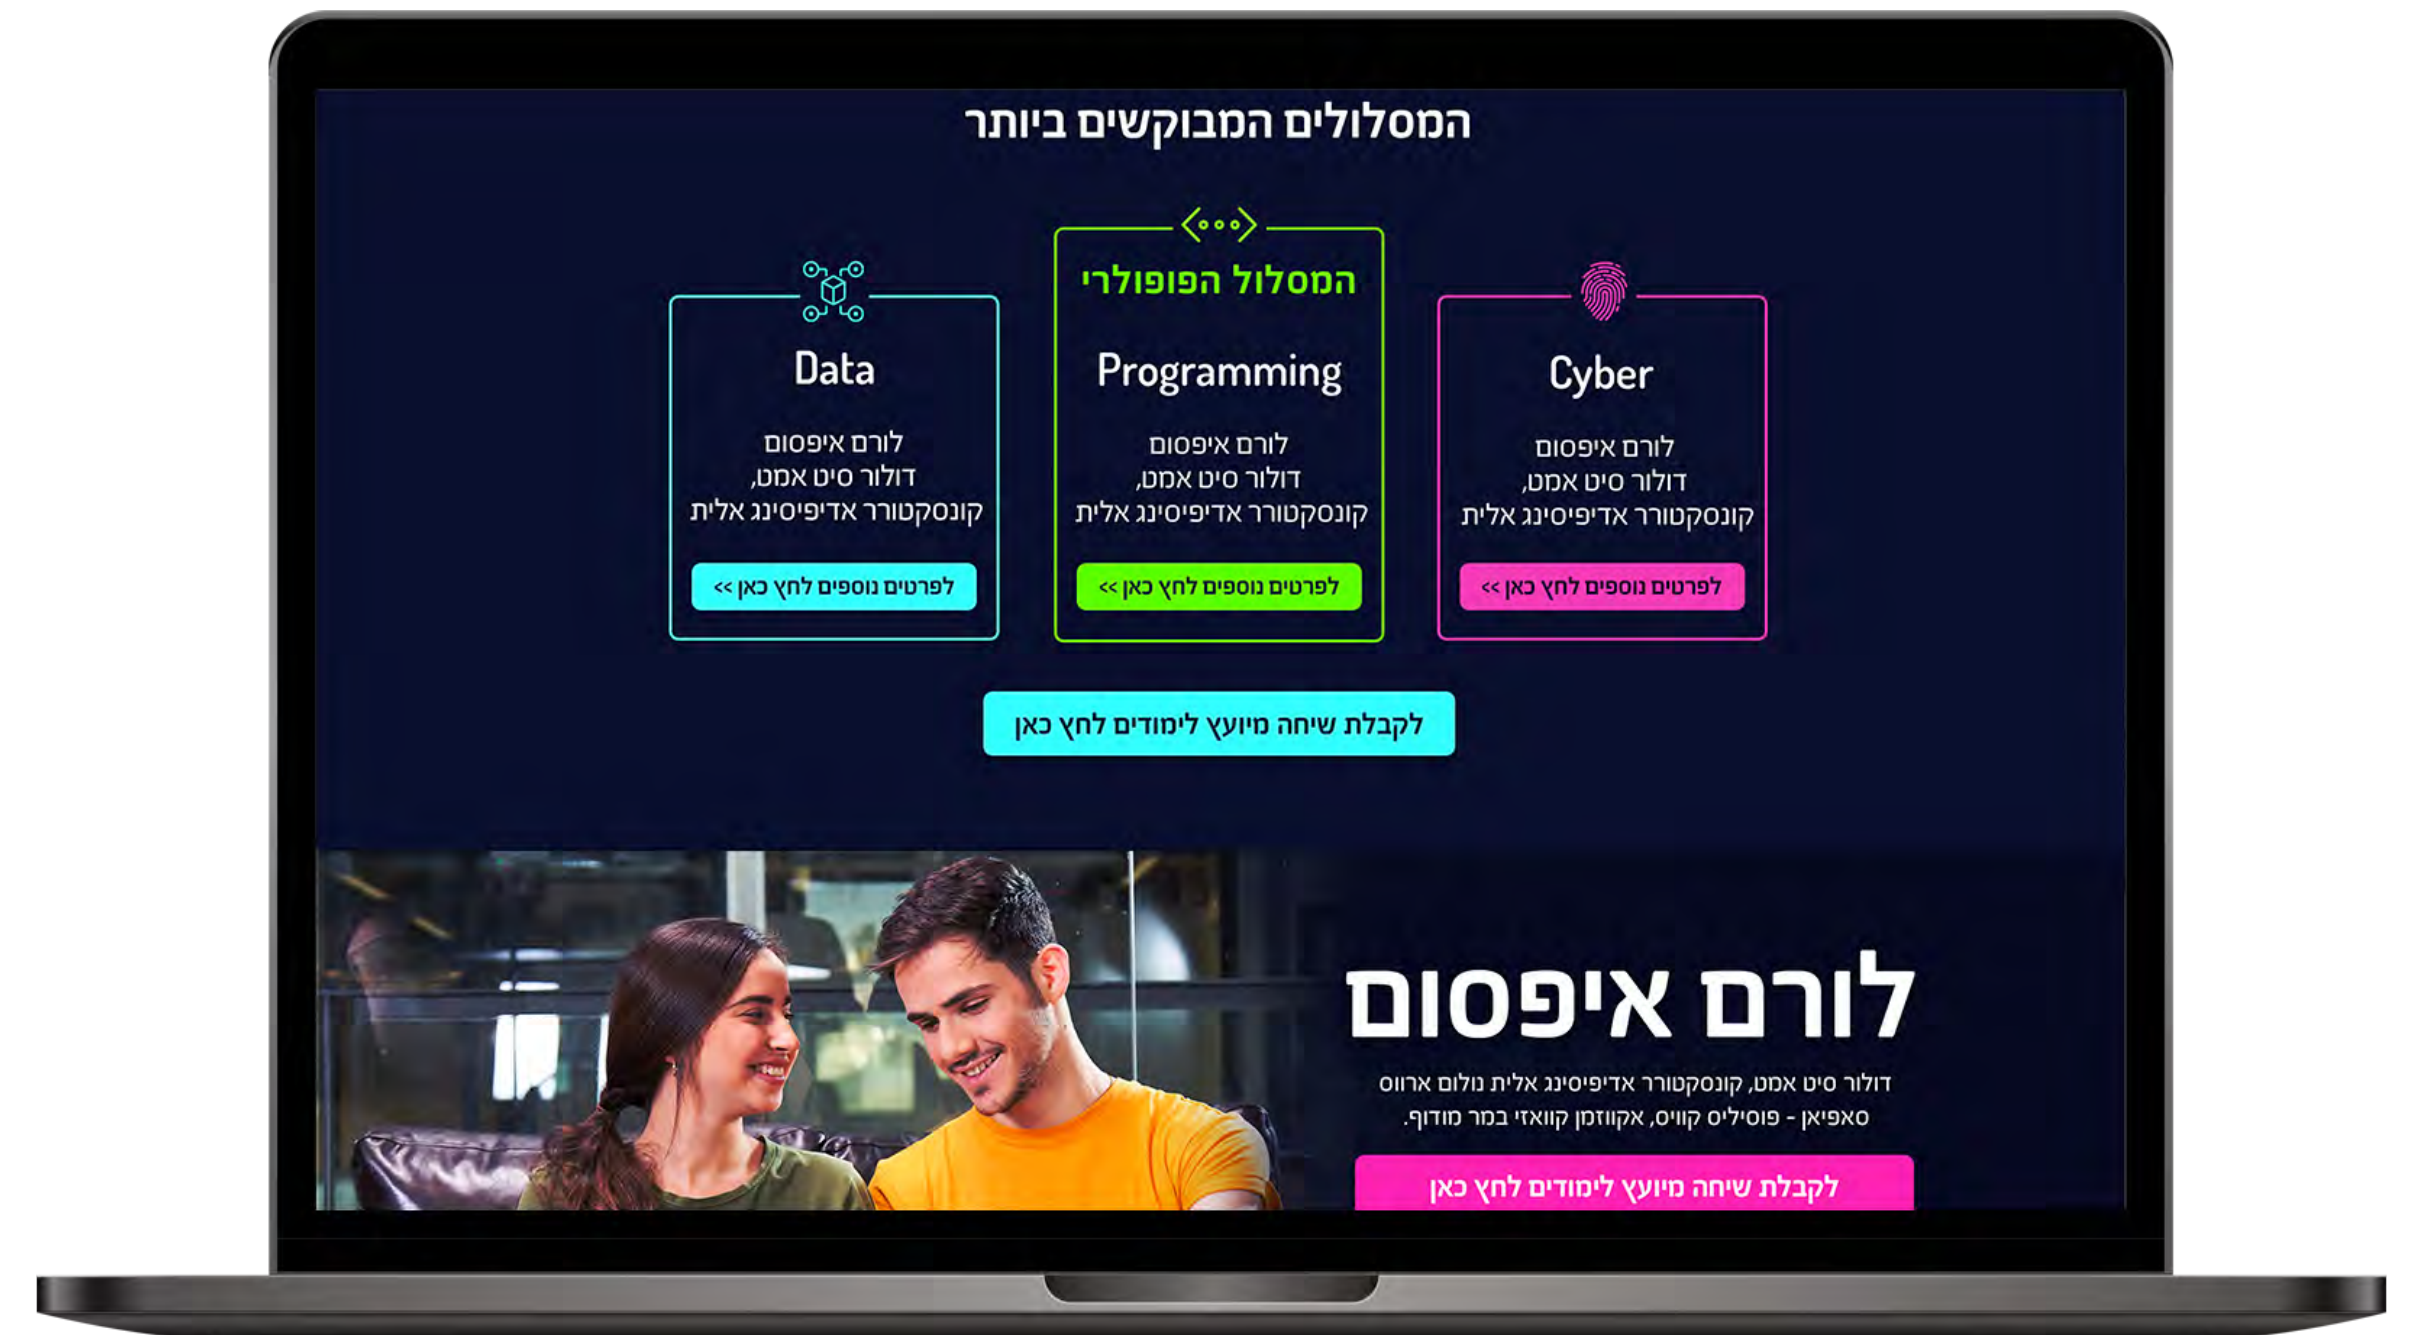 המסלולים המבוקשים ביותר
Cyber
לורם איפסום
דולור סיט אמט,
קונסקטורר אדיפיסינג אלית
לפרטים נוספים לחץ כאן >>
המסלול הפופולרי
Programming
לורם איפסום
דולור סיט אמט,
קונסקטורר אדיפיסינג אלית
לפרטים נוספים לחץ כאן >>
Data
לורם איפסום
דולור סיט אמט,
קונסקטורר אדיפיסינג אלית
לפרטים נוספים לחץ כאן >>
לקבלת שיחה מיועץ לימודים לחץ כאן
לורם איפסום
דולור סיט אמט, קונסקטורר אדיפיסינג אלית נולום ארווס
סאפיאן - פוסיליס קוויס, אקווזמן קוואזי במר מודוף.
לקבלת שיחה מיועץ לימודים לחץ כאן